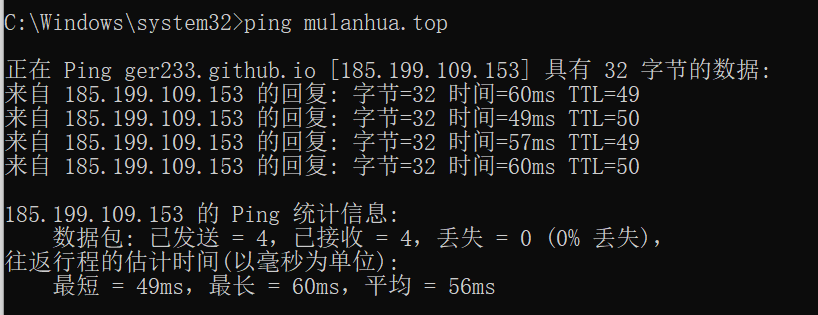 C:\Windows\system32>ping mulanhua.top
正在 Ping ger233.github.io [185.199.109.153] 具有 32 字节的数据:
来自 185.199.109.153 的回复: 字节=32 时间=60ms TTL=49
来自 185.199.109.153 的回复: 字节=32 时间=49ms TTL=50
来自 185.199.109.153 的回复: 字节=32 时间=57ms TTL=49
来自 185.199.109.153 的回复: 字节=32 时间=60ms TTL=50
185.199.109.153 的 Ping 统计信息:
数据包: 已发送 = 4，已接收 = 4，丢失 = 0 (0% 丢失)，
往返行程的估计时间(以毫秒为单位):
最短 = 49ms，最长 = 60ms，平均 = 56ms